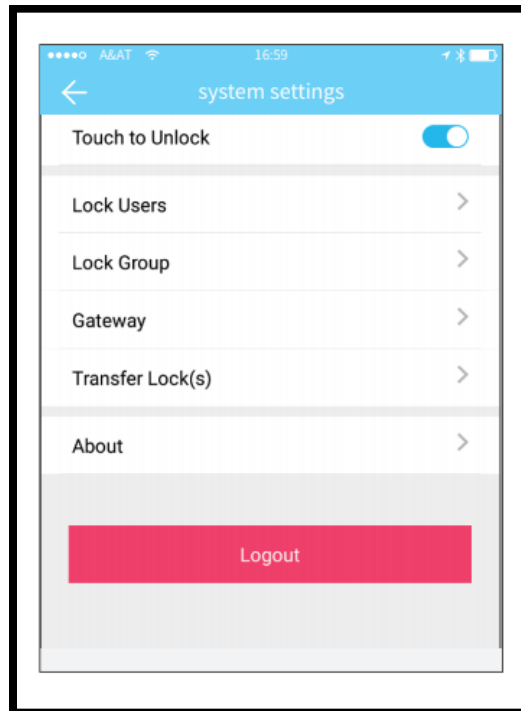 A&AT 16:59
system settings
Touch to Unlock
Lock Users
Lock Group
Gateway
Transfer Lock(s)
About
Logout